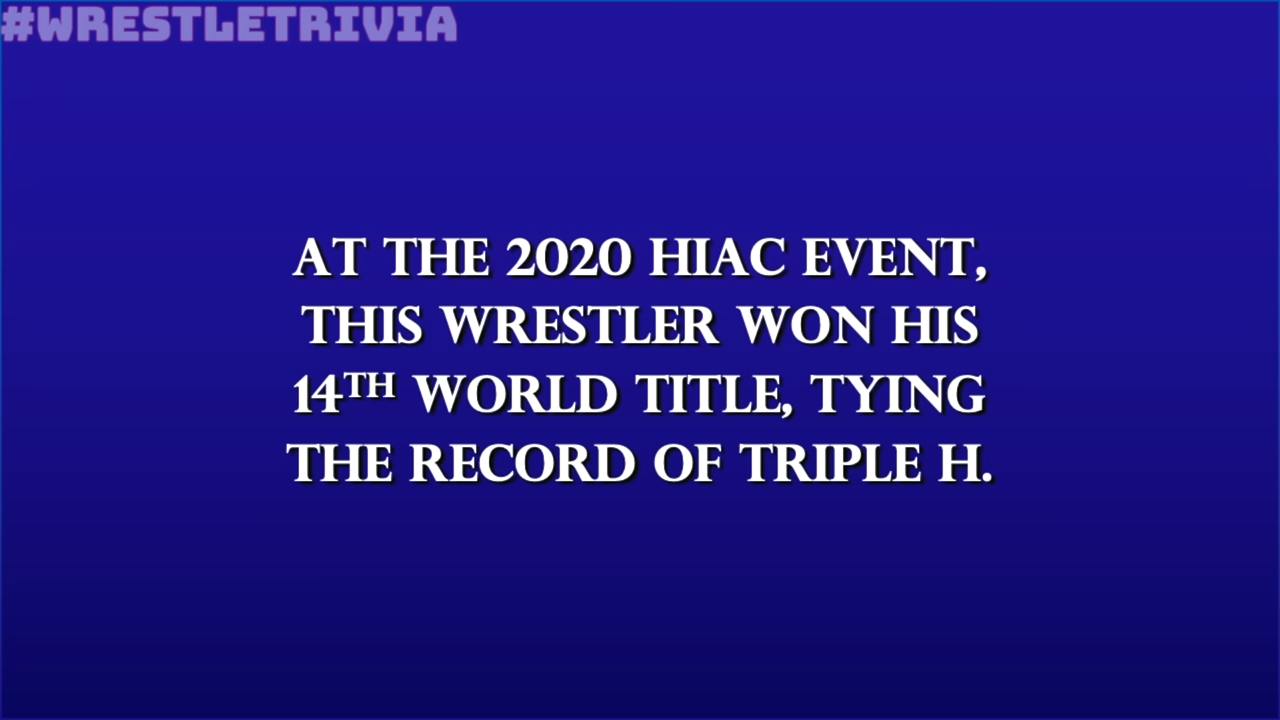 #WRESTLETRIVIA
AT THE 2020 HIAC EVENT,
THIS WRESTLER WON HIS
14TH WORLD TITLE, TYING
THE RECORD OF TRIPLE H.